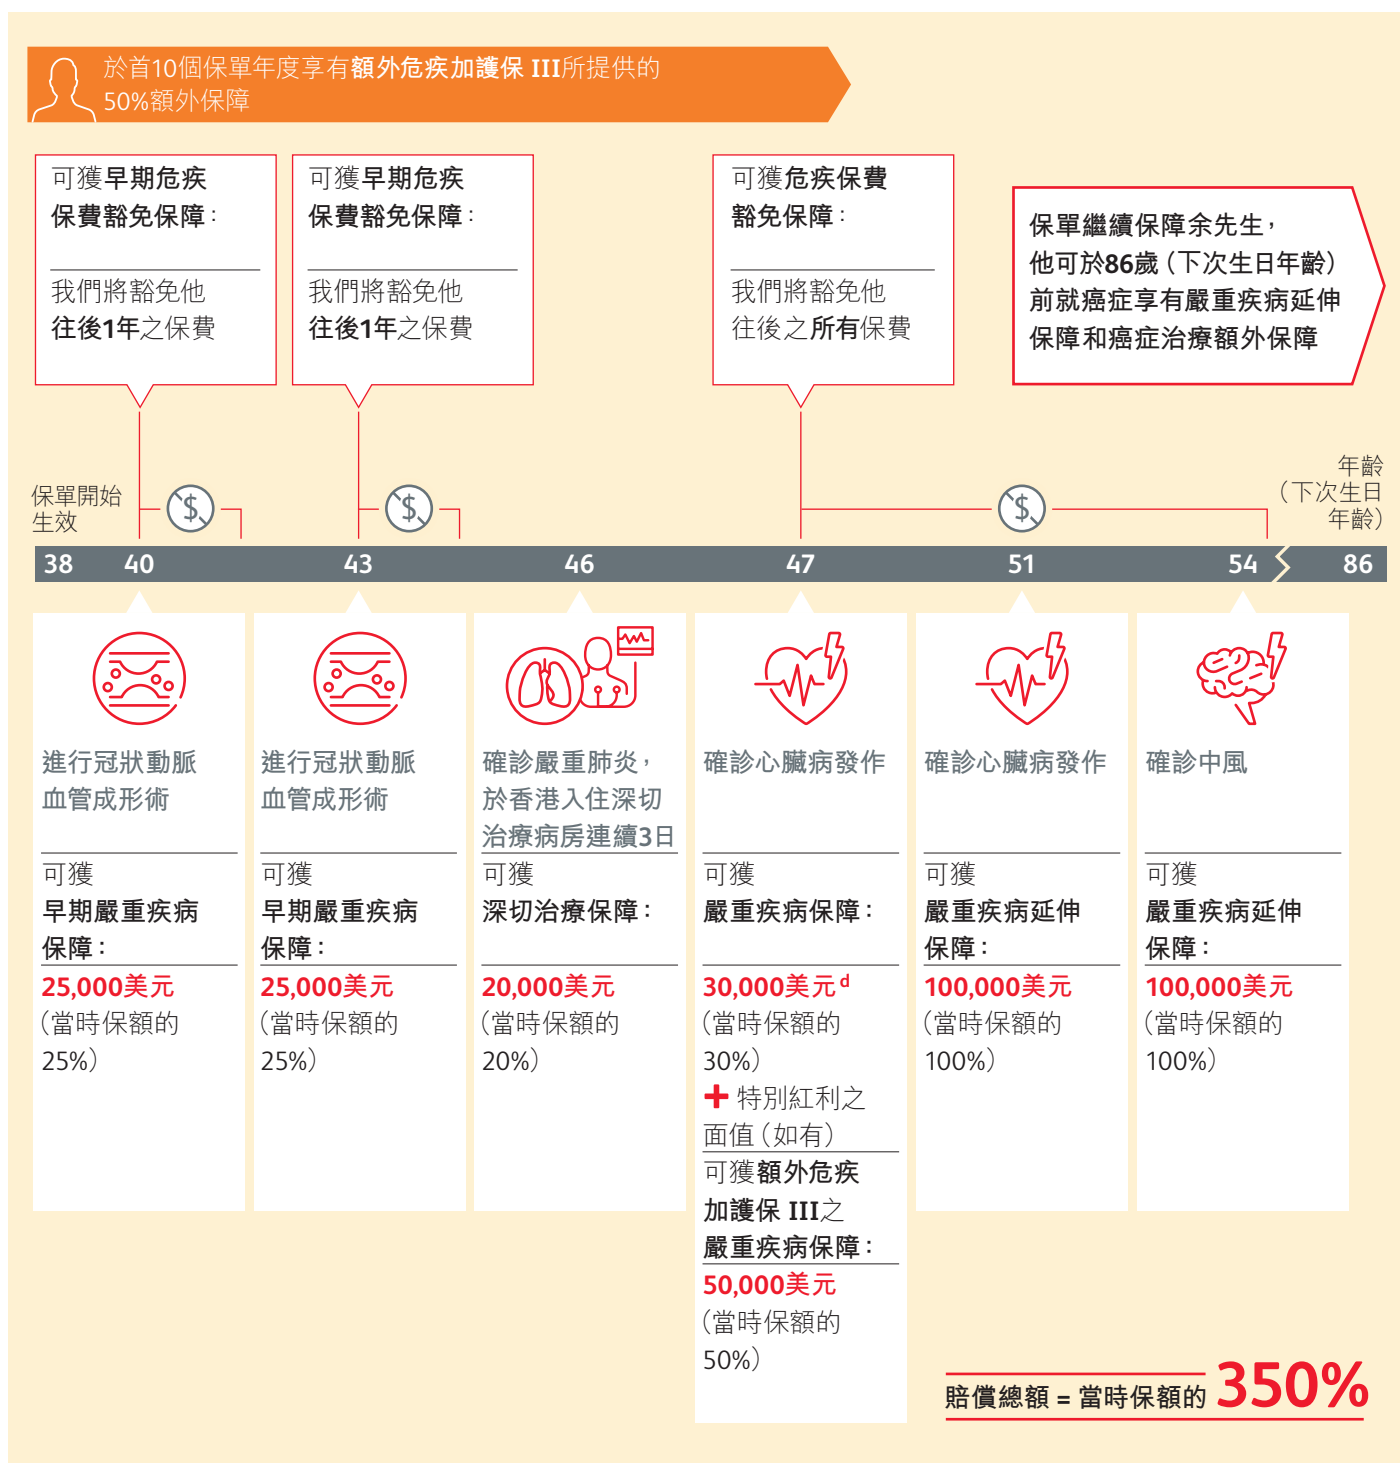 於首10個保單年度享有額外危疾加護保 III所提供的
50%額外保障
可獲早期危疾
保費豁免保障：
我們將豁免他
往後1年之保費
可獲早期危疾
保費豁免保障：
我們將豁免他
往後1年之保費
可獲危疾保費
豁免保障：
我們將豁免他
往後之所有保費
保單繼續保障余先生，
他可於86歲（下次生日年齡）
前就癌症享有嚴重疾病延伸
保障和癌症治療額外保障
保單開始
生效
年齡
（下次生日
年齡）
$
$
$
38 40 43 46 47 51 54 86
進行冠狀動脈
血管成形術
可獲
早期嚴重疾病
保障：
25,000美元
（當時保額的
25%）
進行冠狀動脈
血管成形術
可獲
早期嚴重疾病
保障：
25,000美元
（當時保額的
25%）
確診嚴重肺炎，
於香港入住深切
治療病房連續3日
可獲
深切治療保障：
20,000美元
（當時保額的
20%）
確診心臟病發作
可獲
嚴重疾病保障：
30,000美元 d
（當時保額的
30%）
+ 特別紅利之
面值（如有）
可獲額外危疾
加護保 III之
嚴重疾病保障：
50,000美元
（當時保額的
50%）
確診心臟病發作
可獲
嚴重疾病延伸
保障：
100,000美元
（當時保額的
100%）
確診中風
可獲
嚴重疾病延伸
保障：
100,000美元
（當時保額的
100%）
賠償總額 = 當時保額的 350%